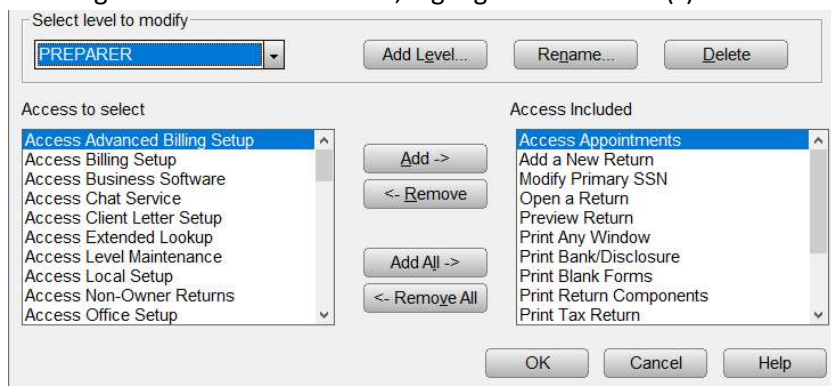 Select level to modify
PREPARER
Add Level...
Rename...
Delete
Access to select
Access Advanced Billing Setup
Access Billing Setup
Access Business Software
Access Chat Service
Access Client Letter Setup
Access Extended Lookup
Access Level Maintenance
Access Local Setup
Access Non-Owner Returns
Access Office Setup
Add ->
<- Remove
Add All ->
<- Remove All
Access Included
Access Appointments
Add a New Return
Modify Primary SSN
Open a Return
Preview Return
Print Any Window
Print Bank/Disclosure
Print Blank Forms
Print Return Components
Print Tax Return
OK
Cancel
Help